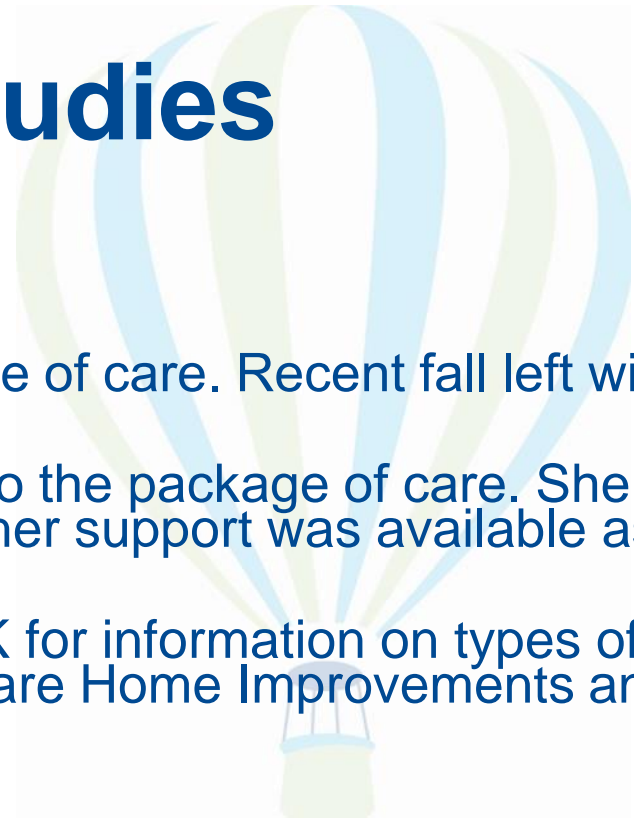 udies
e of care. Recent fall left wi
o the package of care. She
her support was available as
K for information on types of
are Home Improvements an